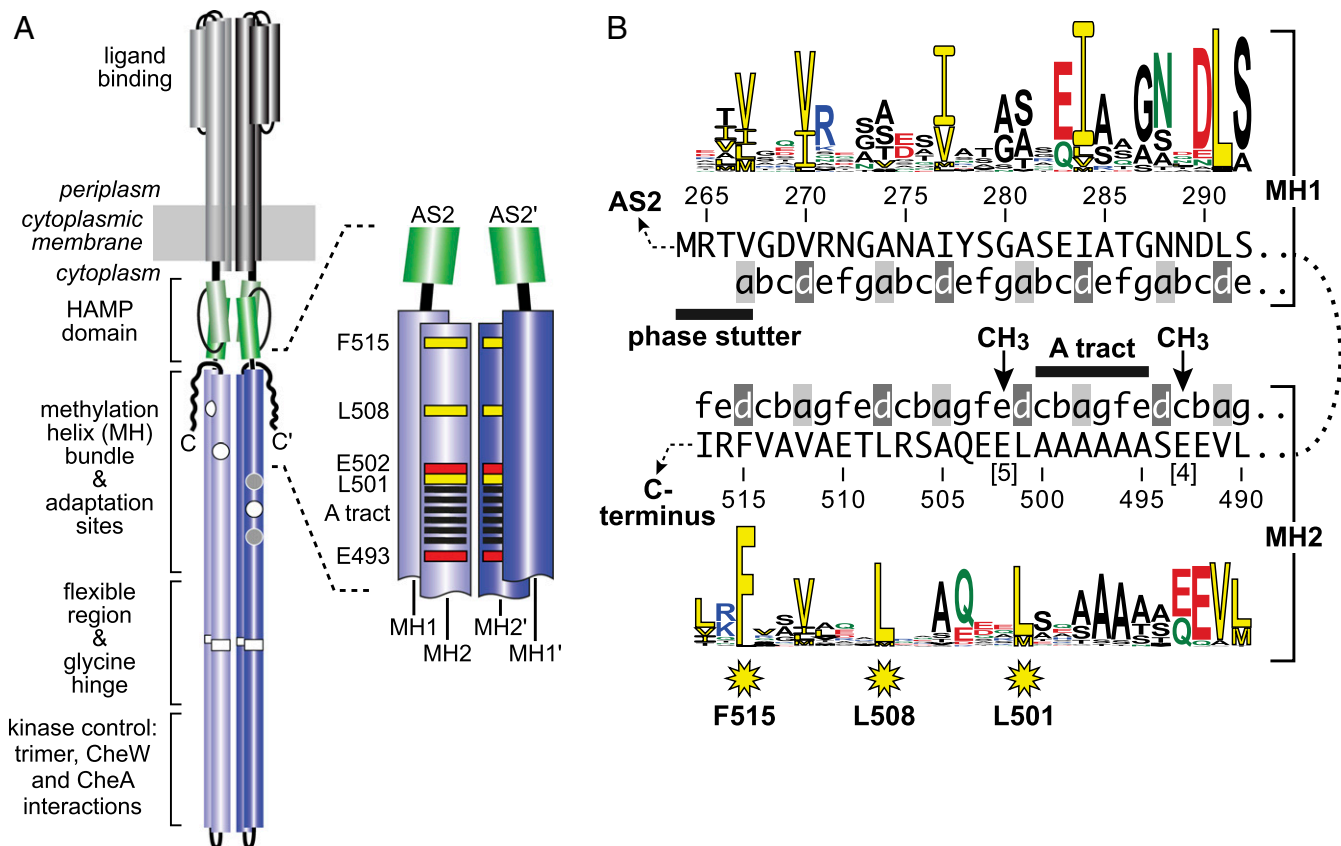 A
ligand
binding
periplasm
cytoplasmic
membrane
cytoplasm
HAMP
domain
methylation
helix (MH)
bundle
&
adaptation
sites
C
C'
flexible
region
&
glycine
hinge
kinase control:
trimer, CheW
and CheA
interactions
AS2
AS2'
F515
L508
E502
L501
A tract
E493
MH1
MH2
MH2'
MH1'
B
AS2
265 270 275 280 285 290
MRTVGDVRNGANAIYSGASEIATGNNDLS..
abcdefgabcdefgabcdefgabcde..
MH1
phase stutter
CH3
A tract
CH3
fedcbagfedcbagfedcbagfedcbag..
IRFVAVAETLRSAQEELAAAAAASEEVL
[5]
[4]
515 510 505 500 495 490
C-
terminus
MH2
F515
L508
L501